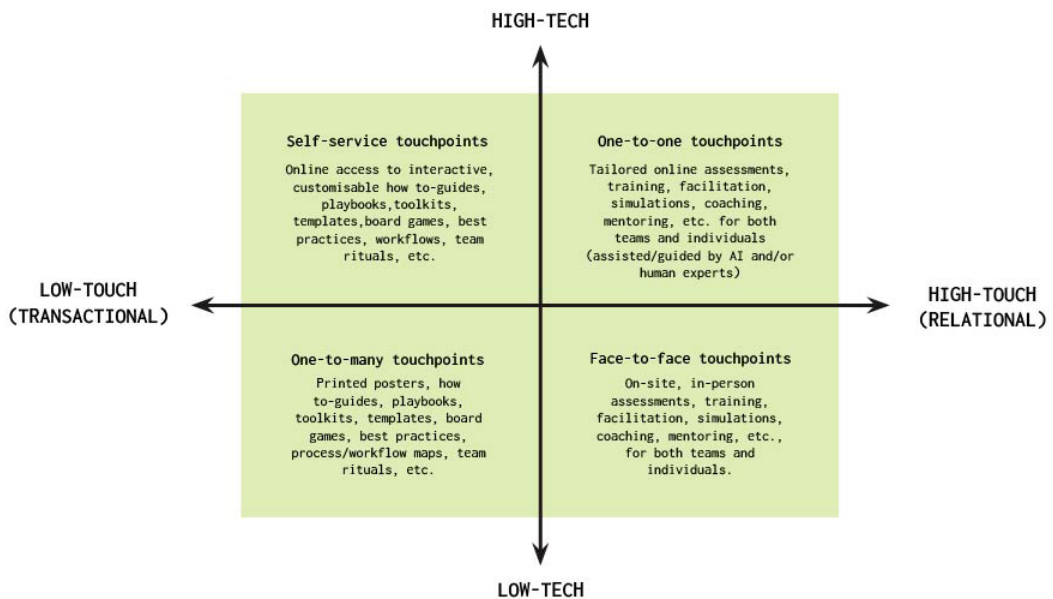 HIGH-TECH
Self-service touchpoints
Online access to interactive,
customisable how to-guides,
playbooks,toolkits,
templates,board games, best
practices, workflows, team
rituals, etc.
One-to-one touchpoints
Tailored online assessments,
training, facilitation,
simulations, coaching,
mentoring, etc. for both
teams and individuals
(assisted/guided by AI and/or
human experts)
LOW-TOUCH
(TRANSACTIONAL)
HIGH-TOUCH
(RELATIONAL)
One-to-many touchpoints
Printed posters, how
to-guides, playbooks,
toolkits, templates, board
games, best practices,
process/workflow maps, team
rituals, etc.
Face-to-face touchpoints
On-site, in-person
assessments, training,
facilitation, simulations,
coaching, mentoring, etc.,
for both teams and
individuals.
LOW-TECH